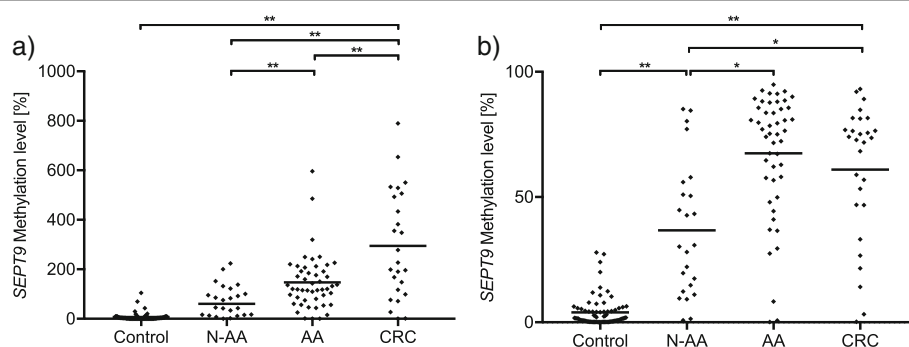 a)
**
**
**
**
SEPT9 Methylation level [%]
1000
800
600
400
200
0
Control N-AA AA CRC
b)
**
*
** *
SEPT9 Methylation level [%]
100
50
0
Control N-AA AA CRC